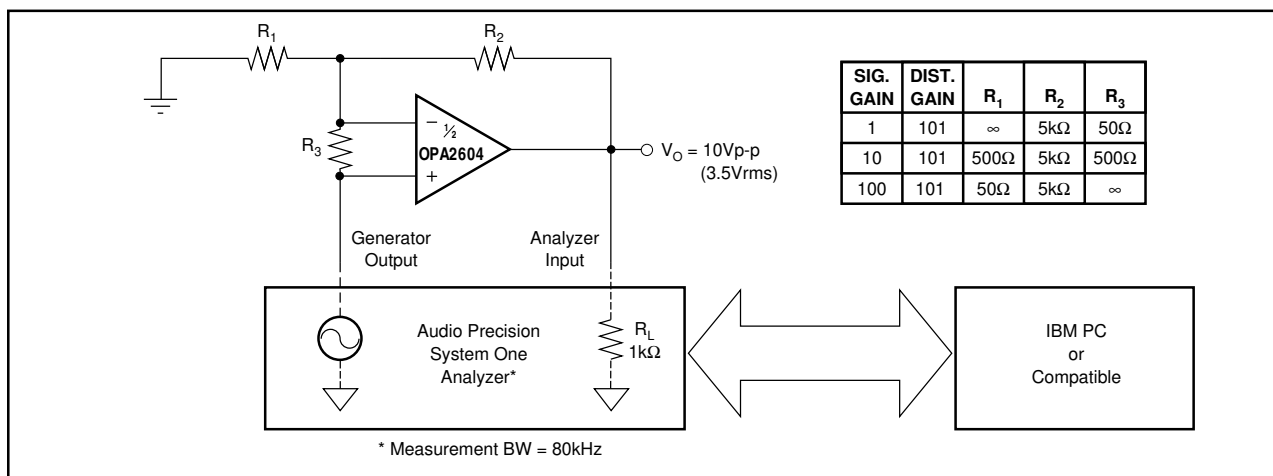 R1
R2
R3
− ½
OPA2604
+
VO = 10Vp-p
(3.5Vrms)
Generator
Output
Analyzer
Input
SIG. GAIN DIST. GAIN R1 R2 R3
1 101 ∞ 5kΩ 50Ω
10 101 500Ω 5kΩ 500Ω
100 101 50Ω 5kΩ ∞
Audio Precision
System One
Analyzer*
RL
1kΩ
IBM PC
or
Compatible
* Measurement BW = 80kHz